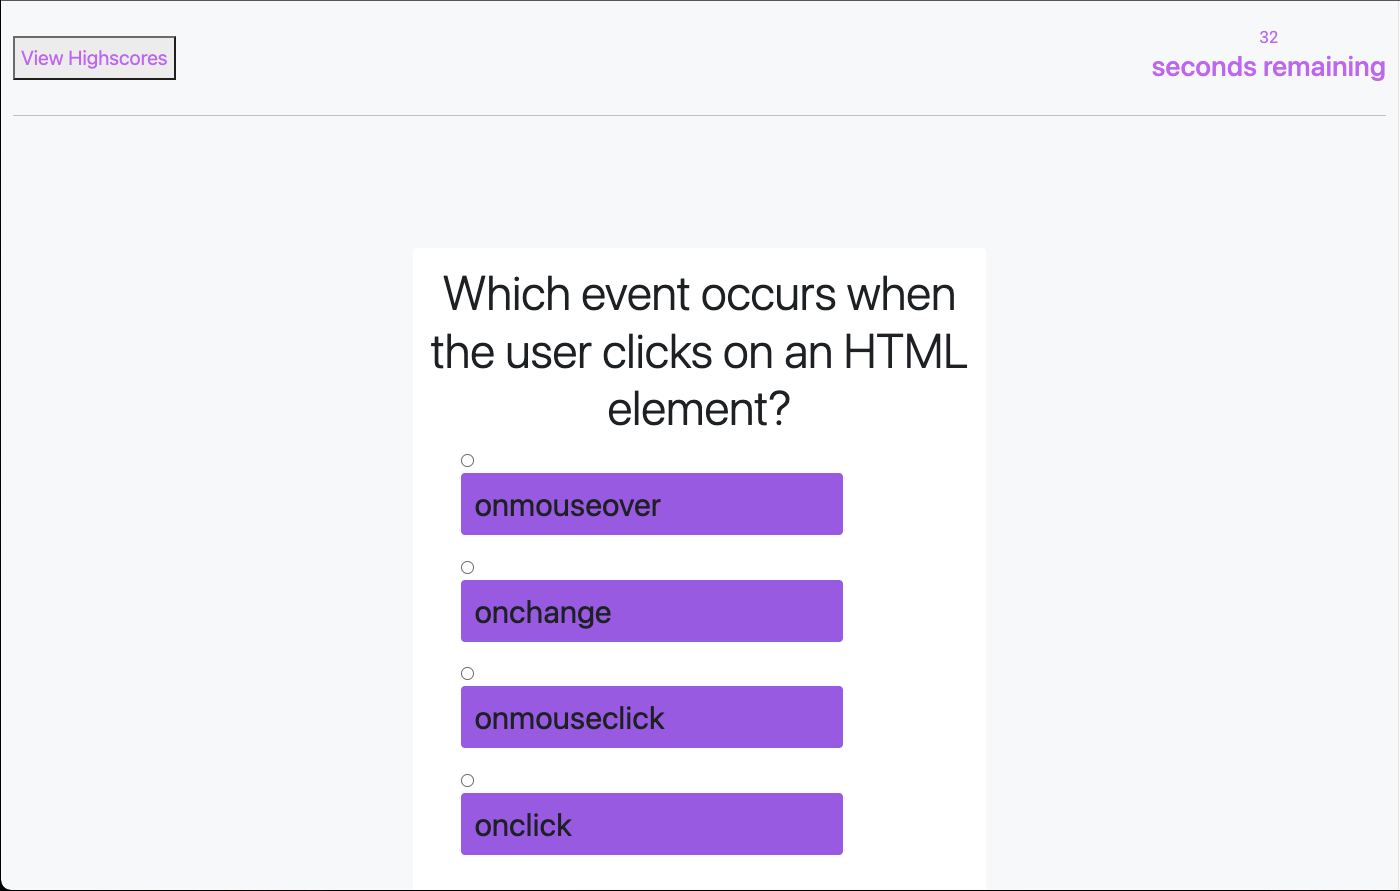 View Highscores
32
seconds remaining
Which event occurs when
the user clicks on an HTML
element?
onmouseover
onchange
onmouseclick
onclick